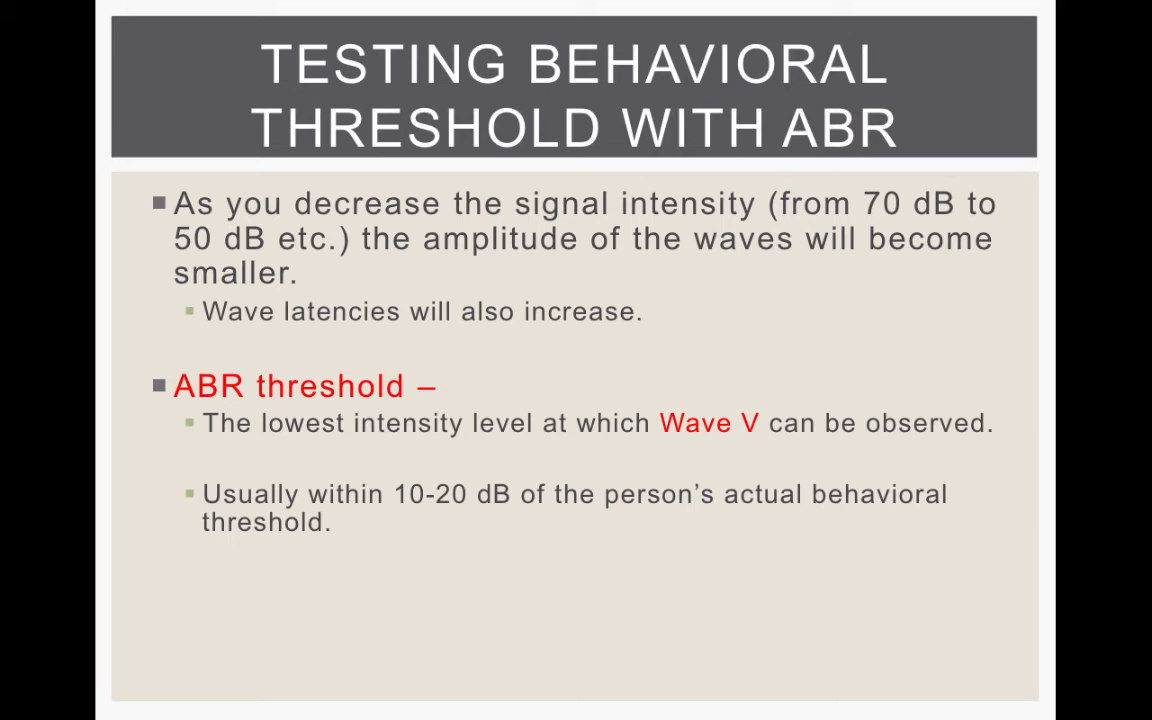 TESTING BEHAVIORAL
THRESHOLD WITH ABR
As you decrease the signal intensity (from 70 dB to
50 dB etc.) the amplitude of the waves will become
smaller.
Wave latencies will also increase.
ABR threshold –
The lowest intensity level at which Wave V can be observed.
Usually within 10-20 dB of the person’s actual behavioral
threshold.